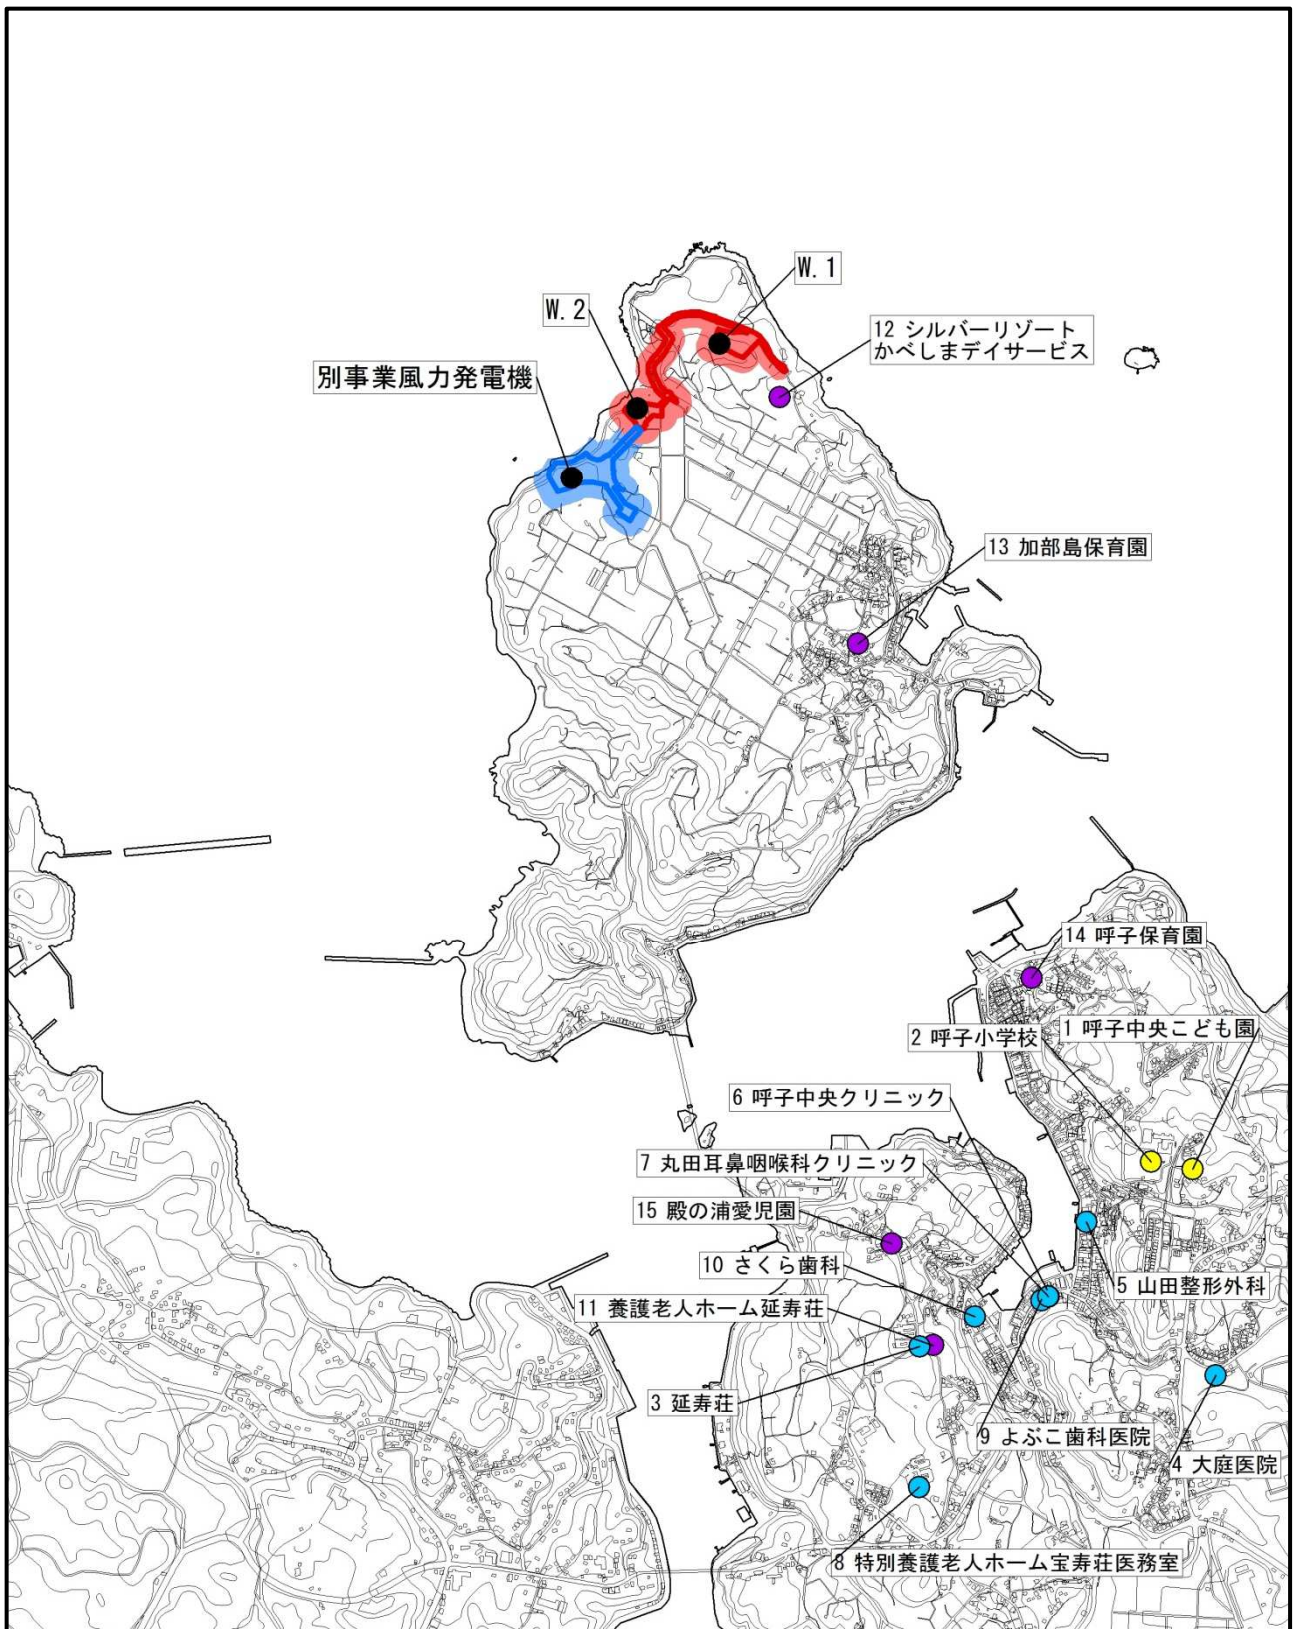 W. 1
W. 2
12 シルバーリゾート
かべしまデイサービス
別事業風力発電機
13 加部島保育園
14 呼子保育園
1 呼子中央こども園
2 呼子小学校
6 呼子中央クリニック
7 丸田耳鼻咽喉科クリニック
15 殿の浦愛児園
10 さくら歯科
5 山田整形外科
11 養護老人ホーム延寿荘
3 延寿荘
9 よぶこ歯科医院
4 大庭医院
8 特別養護老人ホーム宝寿荘医務室